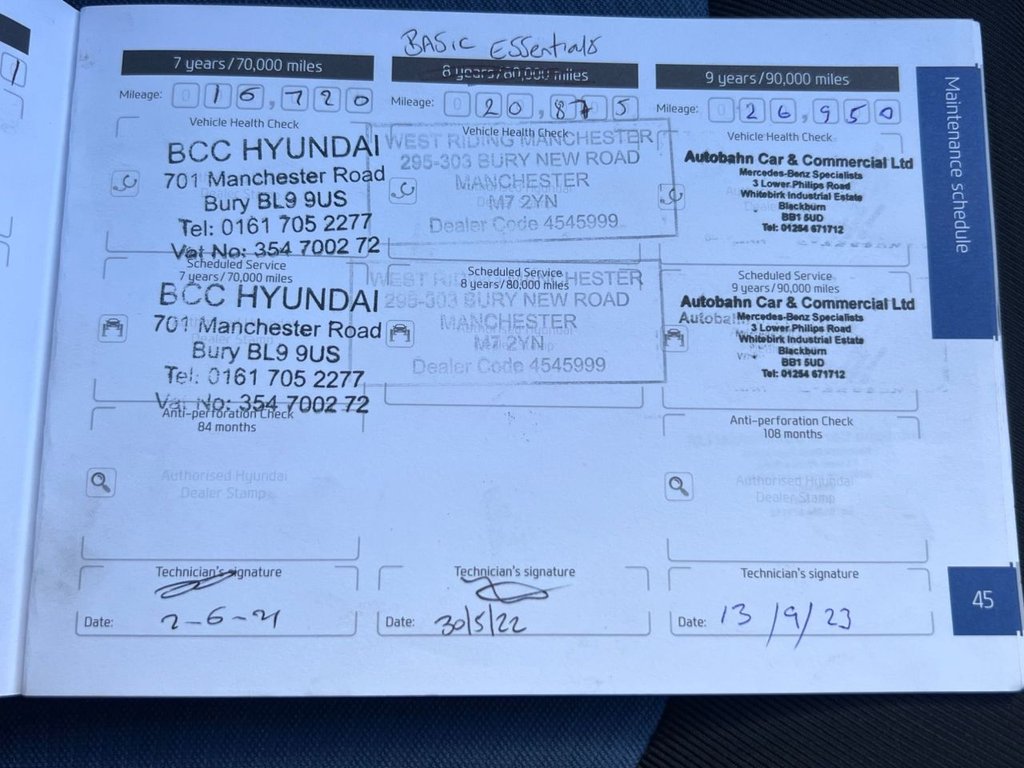 BASIC Essentials
7 years/70,000 miles
Mileage: 016,720
Vehicle Health Check
BCC HYUNDAI
701 Manchester Road
Bury BL9 9US
Tel: 0161 705 2277
Vat No: 354 7002 72
Scheduled Service
7 years/70,000 miles
BCC HYUNDAI
701 Manchester Road
Bury BL9 9US
Tel: 0161 705 2277
Vat No: 354 7002 72
Anti-perforation Check
84 months
Authorised Hyundai
Dealer Stamp
Technician's signature
Date: 2-6-21
8 years/80,000 miles
Mileage: 020,875
Vehicle Health Check
WEST RIDING MANCHESTER
295-303 BURY NEW ROAD
MANCHESTER
M7 2YN
Dealer Code 4545999
Scheduled Service
8 years/80,000 miles
WEST RIDING MANCHESTER
295-303 BURY NEW ROAD
MANCHESTER
M7 2YN
Dealer Code 4545999
Technician's signature
Date: 30/5/22
9 years/90,000 miles
Mileage: 026,950
Vehicle Health Check
Autobahn Car & Commercial Ltd
Mercedes-Benz Specialists
3 Lower Philips Road
Whitebirk Industrial Estate
Blackburn
BB1 5UD
Tel: 01254 671712
Scheduled Service
9 years/90,000 miles
Autobahn Car & Commercial Ltd
Mercedes-Benz Specialists
3 Lower Philips Road
Whitebirk Industrial Estate
Blackburn
BB1 5UD
Tel: 01254 671712
Anti-perforation Check
108 months
Authorised Hyundai
Dealer Stamp
Technician's signature
Date: 13/9/23
Maintenance schedule
45